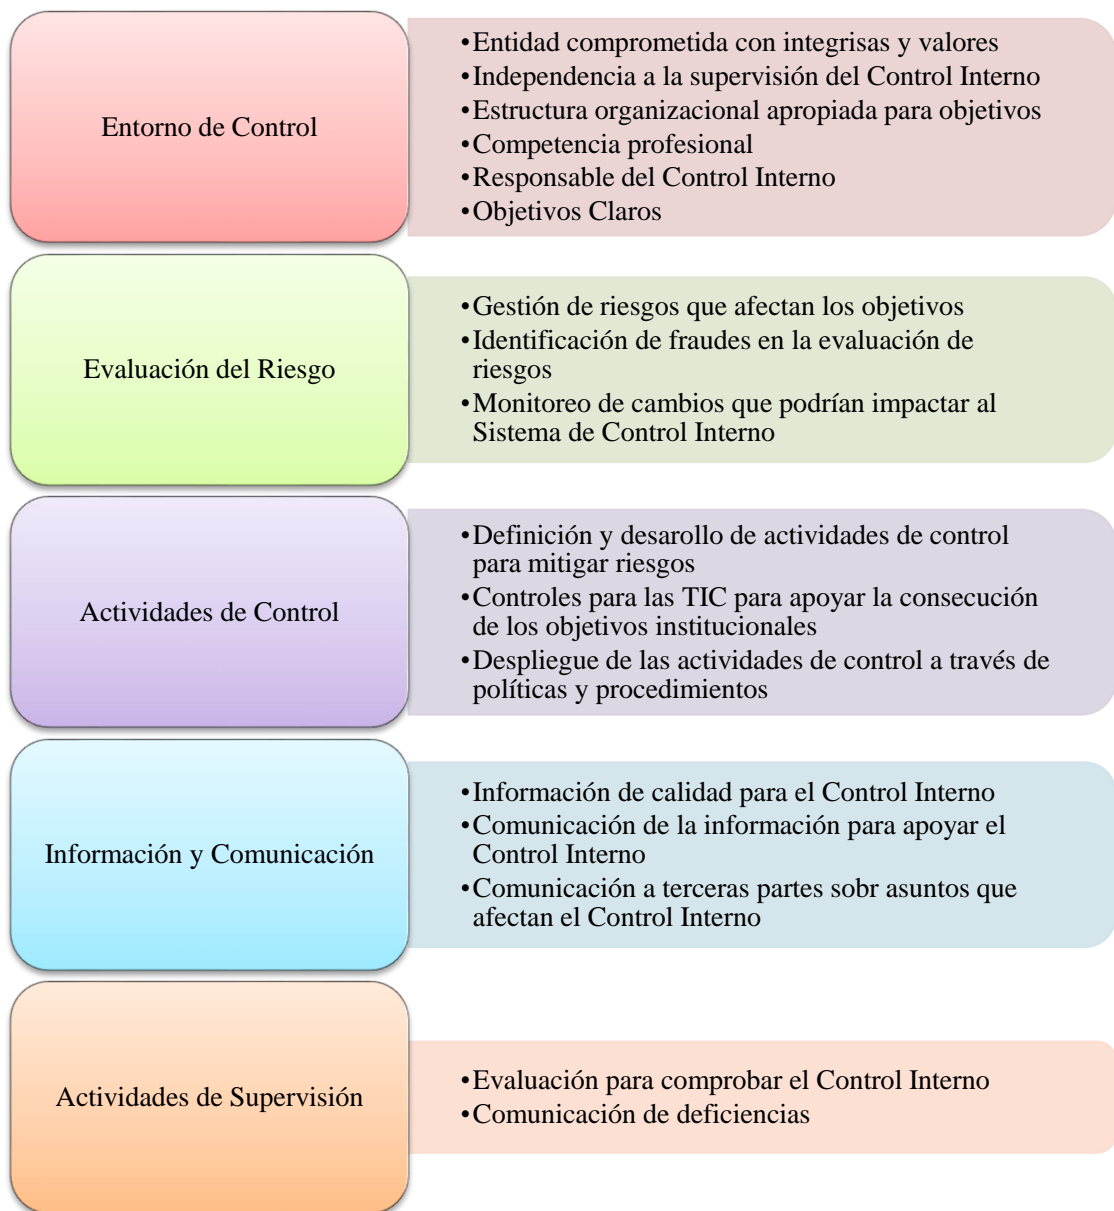 Entorno de Control
•Entidad comprometida con integrisas y valores
•Independencia a la supervisión del Control Interno
•Estructura organizacional apropiada para objetivos
•Competencia profesional
•Responsable del Control Interno
•Objetivos Claros
Evaluación del Riesgo
•Gestión de riesgos que afectan los objetivos
•Identificación de fraudes en la evaluación de
riesgos
•Monitoreo de cambios que podrían impactar al
Sistema de Control Interno
Actividades de Control
•Definición y desarollo de actividades de control
para mitigar riesgos
•Controles para las TIC para apoyar la consecución
de los objetivos institucionales
•Despliegue de las actividades de control a través de
políticas y procedimientos
Información y Comunicación
•Información de calidad para el Control Interno
•Comunicación de la información para apoyar el
Control Interno
•Comunicación a terceras partes sobr asuntos que
afectan el Control Interno
Actividades de Supervisión
•Evaluación para comprobar el Control Interno
•Comunicación de deficiencias